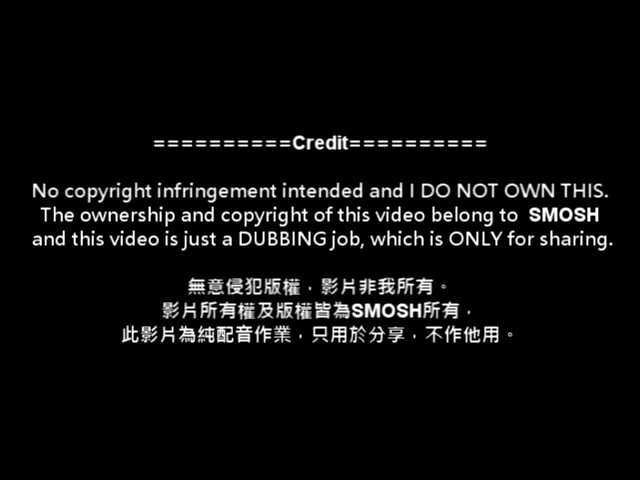 ==========Credit==========
No copyright infringement intended and I DO NOT OWN THIS.
The ownership and copyright of this video belong to SMOSH
and this video is just a DUBBING job, which is ONLY for sharing.
無意侵犯版權，影片非我所有。
影片所有權及版權皆為SMOSH所有，
此影片為純配音作業，只用於分享，不作他用。